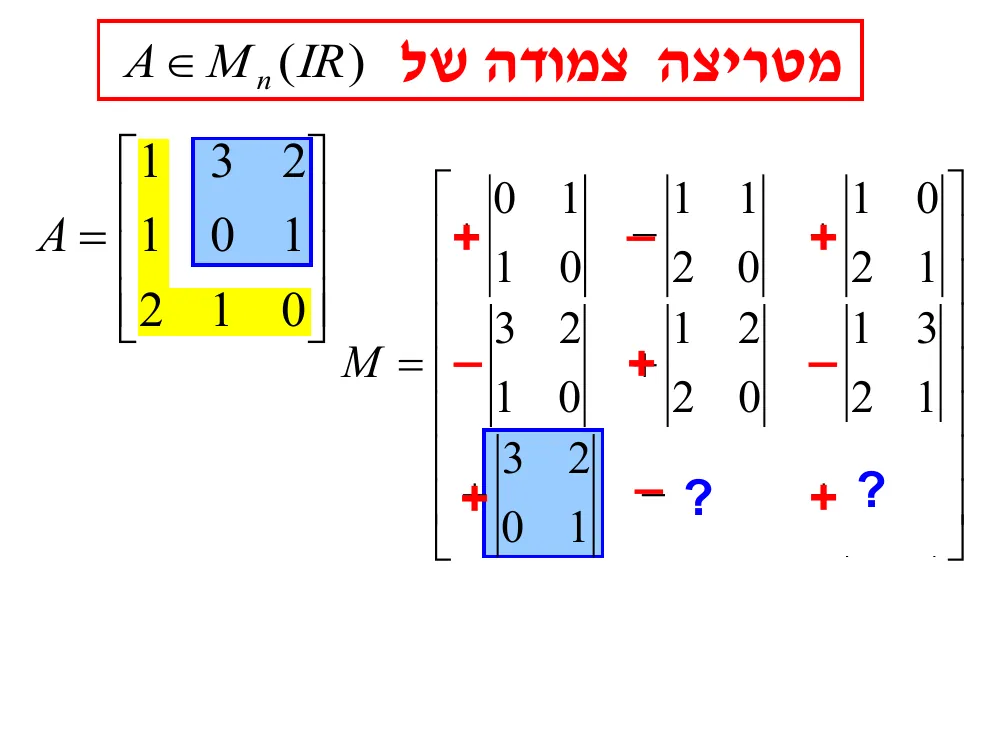 מטריצה צמודה של A ∈ M_n (IR)
A = [ 1 3 2
1 0 1
2 1 0 ]
M = [ + |0 1; 1 0| − |1 1; 2 0| + |1 0; 2 1|
− |3 2; 1 0| + |1 2; 2 0| − |1 3; 2 1|
+ |3 2; 0 1| − ? + ? ]